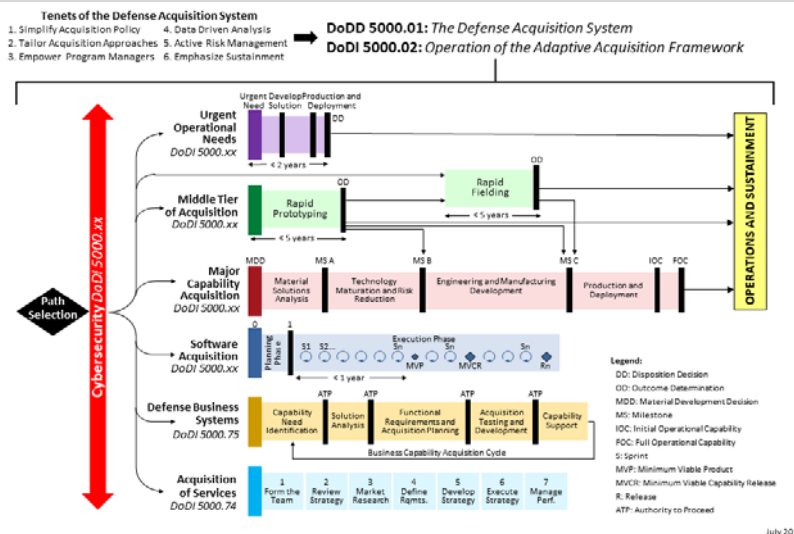 Tenets of the Defense Acquisition System
1. Simplify Acquisition Policy
2. Tailor Acquisition Approaches
3. Empower Program Managers
4. Data Driven Analysis
5. Active Risk Management
6. Emphasize Sustainment
DoDD 5000.01: The Defense Acquisition System
DoDI 5000.02: Operation of the Adaptive Acquisition Framework
Path
Selection
Cybersecurity DoDI 5000.xx
Urgent
Operational
Needs
DoDI 5000.xx
Urgent
Need
Develop
Solution
Production and
Deployment
DD
< 2 years
Middle Tier
of Acquisition
DoDI 5000.xx
Rapid
Prototyping
OD
< 5 years
Rapid
Fielding
OD
< 5 years
Major
Capability
Acquisition
DoDI 5000.xx
MDD
Material
Solutions
Analysis
MS A
Technology
Maturation and Risk
Reduction
MS B
Engineering and Manufacturing
Development
MS C
Production and
Deployment
IOC
FOC
Software
Acquisition
DoDI 5000.xx
0
Planning
Phase
1
Execution Phase
S1
S2...
Sn
MVP
Sn
MVCR
Sn
Rn
< 1 year
Defense Business
Systems
DoDI 5000.75
Capability
Need
Identification
ATP
Solution
Analysis
ATP
Functional
Requirements and
Acquisition Planning
ATP
Acquisition
Testing and
Development
ATP
Capability
Support
Business Capability Acquisition Cycle
Acquisition
of Services
DoDI 5000.74
1
Form the
Team
2
Review
Strategy
3
Market
Research
4
Define
Rqmts.
5
Develop
Strategy
6
Execute
Strategy
7
Manage
Perf.
OPERATIONS AND SUSTAINMENT
Legend:
DD: Disposition Decision
OD: Outcome Determination
MDD: Material Development Decision
MS: Milestone
IOC: Initial Operational Capability
FOC: Full Operational Capability
S: Sprint
MVP: Minimum Viable Product
MVCR: Minimum Viable Capability Release
R: Release
ATP: Authority to Proceed
July 20